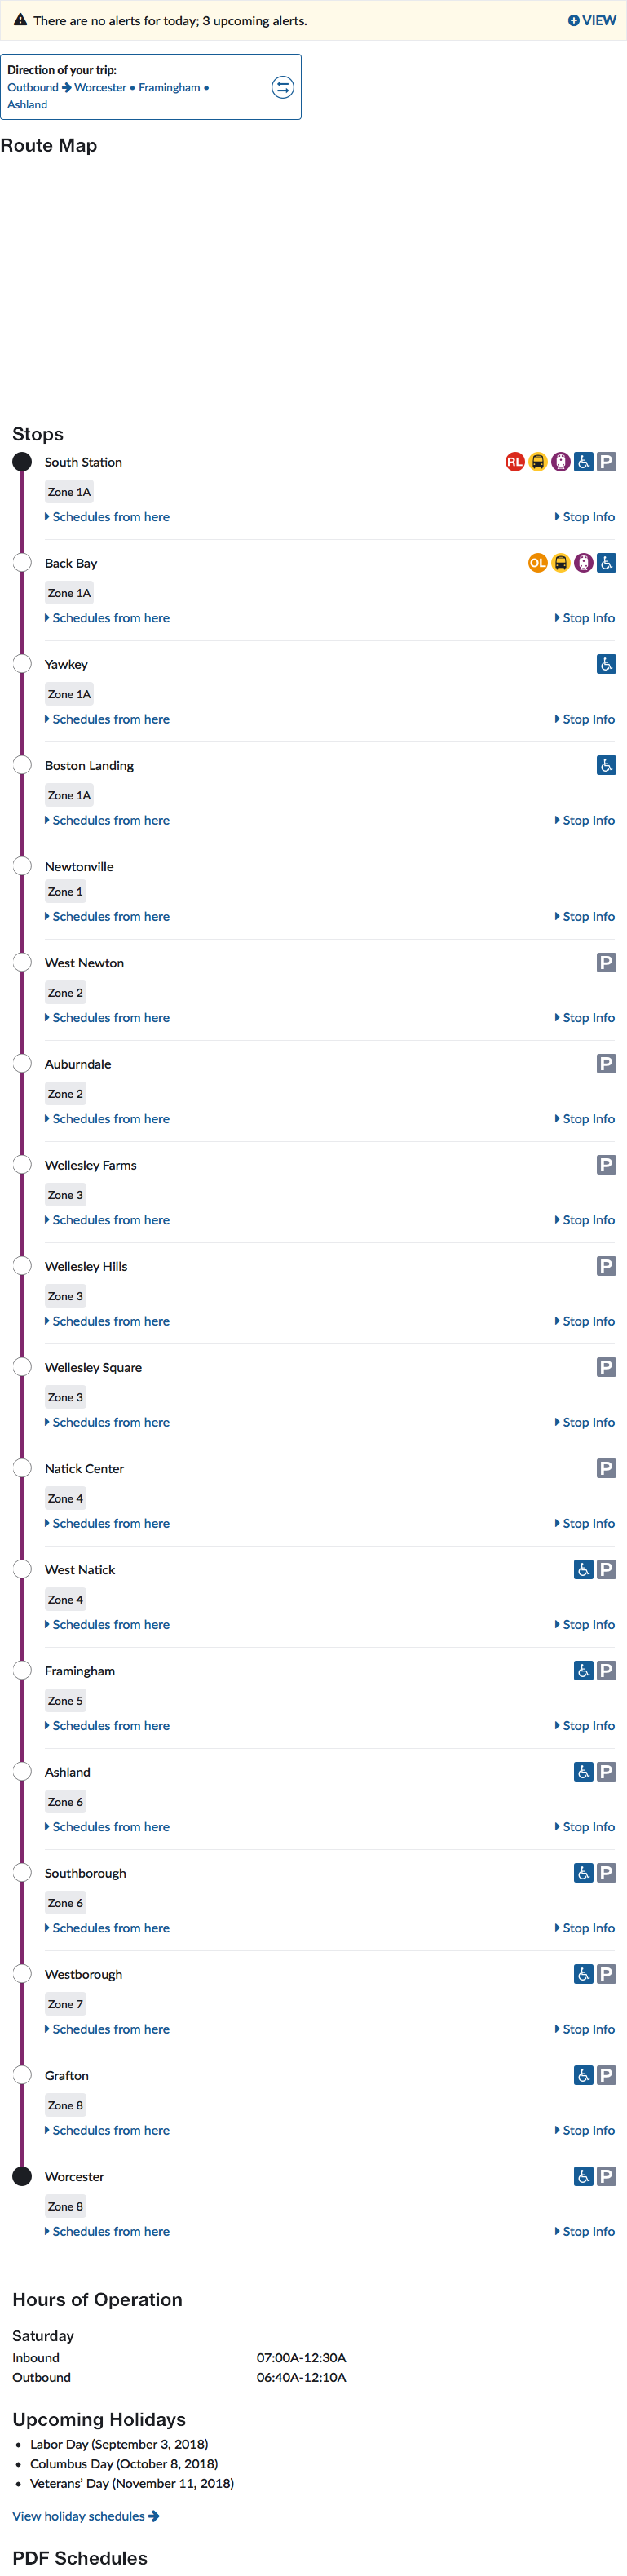 There are no alerts for today; 3 upcoming alerts. VIEW
Direction of your trip:
Outbound → Worcester • Framingham •
Ashland
Route Map
Stops
South Station RL P
Zone 1A
Schedules from here Stop Info
Back Bay OL
Zone 1A
Schedules from here Stop Info
Yawkey
Zone 1A
Schedules from here Stop Info
Boston Landing
Zone 1A
Schedules from here Stop Info
Newtonville
Zone 1
Schedules from here Stop Info
West Newton P
Zone 2
Schedules from here Stop Info
Auburndale P
Zone 2
Schedules from here Stop Info
Wellesley Farms P
Zone 3
Schedules from here Stop Info
Wellesley Hills P
Zone 3
Schedules from here Stop Info
Wellesley Square P
Zone 3
Schedules from here Stop Info
Natick Center P
Zone 4
Schedules from here Stop Info
West Natick P
Zone 4
Schedules from here Stop Info
Framingham P
Zone 5
Schedules from here Stop Info
Ashland P
Zone 6
Schedules from here Stop Info
Southborough P
Zone 6
Schedules from here Stop Info
Westborough P
Zone 7
Schedules from here Stop Info
Grafton P
Zone 8
Schedules from here Stop Info
Worcester P
Zone 8
Schedules from here Stop Info
Hours of Operation
Saturday
Inbound 07:00A-12:30A
Outbound 06:40A-12:10A
Upcoming Holidays
• Labor Day (September 3, 2018)
• Columbus Day (October 8, 2018)
• Veterans’ Day (November 11, 2018)
View holiday schedules →
PDF Schedules